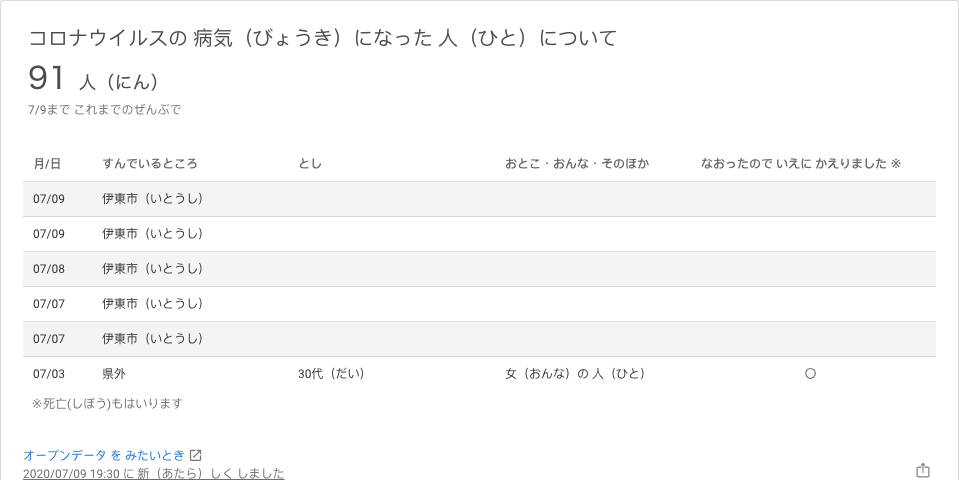 コロナウイルスの 病気（びょうき）になった 人（ひと）について
91 人（にん）
7/9まで これまでのぜんぶで
月/日 すんでいるところ とし おとこ・おんな・そのほか なおったので いえに かえりました ※
07/09 伊東市（いとうし）
07/09 伊東市（いとうし）
07/08 伊東市（いとうし）
07/07 伊東市（いとうし）
07/07 伊東市（いとうし）
07/03 県外 30代（だい） 女（おんな）の 人（ひと） ○
※死亡(しぼう)もはいります
オープンデータ を みたいとき
2020/07/09 19:30 に 新（あたら）しく しました